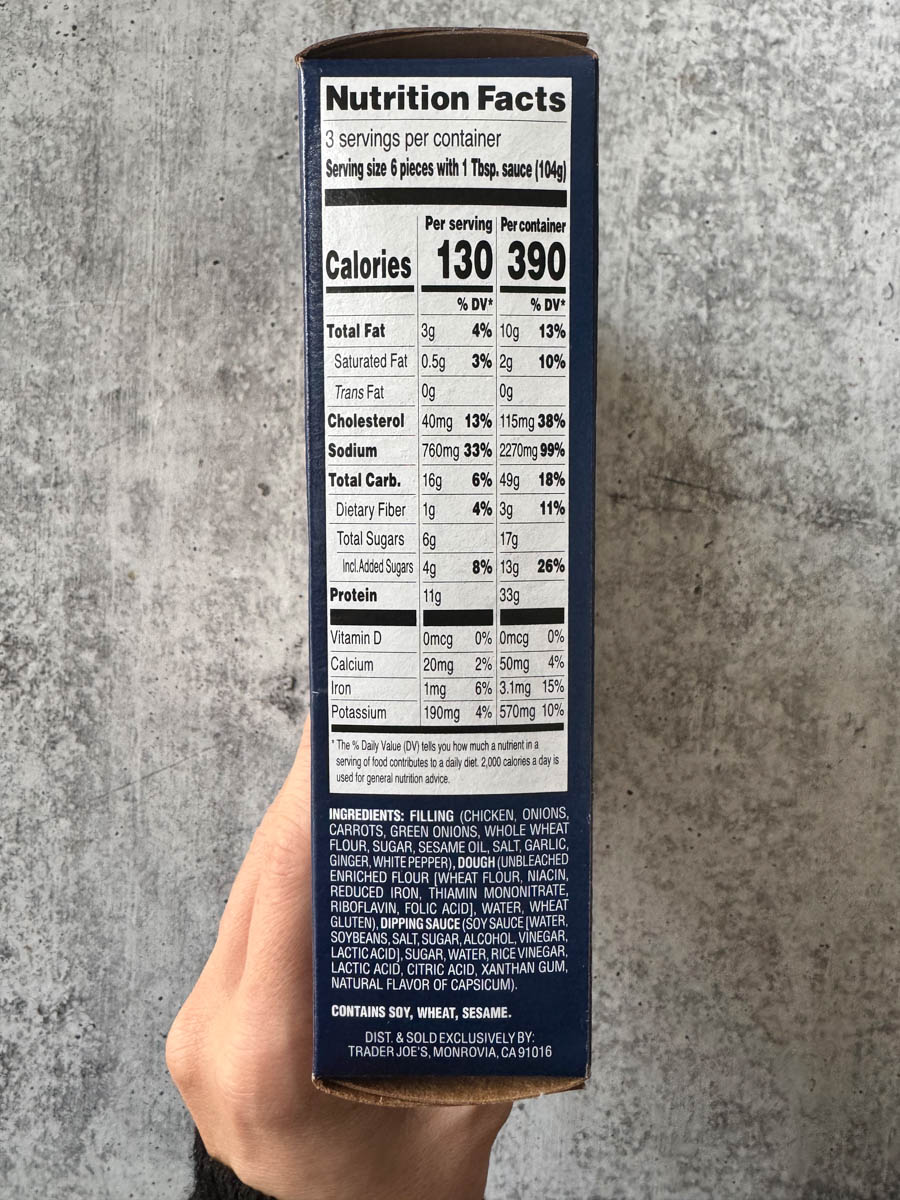 Nutrition Facts
3 servings per container
Serving size 6 pieces with 1 Tbsp. sauce (104g)
Per serving Per container
Calories 130 390
% DV* % DV*
Total Fat 3g 4% 10g 13%
Saturated Fat 0.5g 3% 2g 10%
Trans Fat 0g 0g
Cholesterol 40mg 13% 115mg 38%
Sodium 760mg 33% 2270mg 99%
Total Carb. 16g 6% 49g 18%
Dietary Fiber 1g 4% 3g 11%
Total Sugars 6g 17g
Incl. Added Sugars 4g 8% 13g 26%
Protein 11g 33g
Vitamin D 0mcg 0% 0mcg 0%
Calcium 20mg 2% 50mg 4%
Iron 1mg 6% 3.1mg 15%
Potassium 190mg 4% 570mg 10%
* The % Daily Value (DV) tells you how much a nutrient in a
serving of food contributes to a daily diet. 2,000 calories a day is
used for general nutrition advice.
INGREDIENTS: FILLING (CHICKEN, ONIONS,
CARROTS, GREEN ONIONS, WHOLE WHEAT
FLOUR, SUGAR, SESAME OIL, SALT, GARLIC,
GINGER, WHITE PEPPER), DOUGH (UNBLEACHED
ENRICHED FLOUR [WHEAT FLOUR, NIACIN,
REDUCED IRON, THIAMIN MONONITRATE,
RIBOFLAVIN, FOLIC ACID], WATER, WHEAT
GLUTEN), DIPPING SAUCE (SOY SAUCE [WATER,
SOYBEANS, SALT, SUGAR, ALCOHOL, VINEGAR,
LACTIC ACID], SUGAR, WATER, RICE VINEGAR,
LACTIC ACID, CITRIC ACID, XANTHAN GUM,
NATURAL FLAVOR OF CAPSICUM).
CONTAINS SOY, WHEAT, SESAME.
DIST. & SOLD EXCLUSIVELY BY:
TRADER JOE'S, MONROVIA, CA 91016